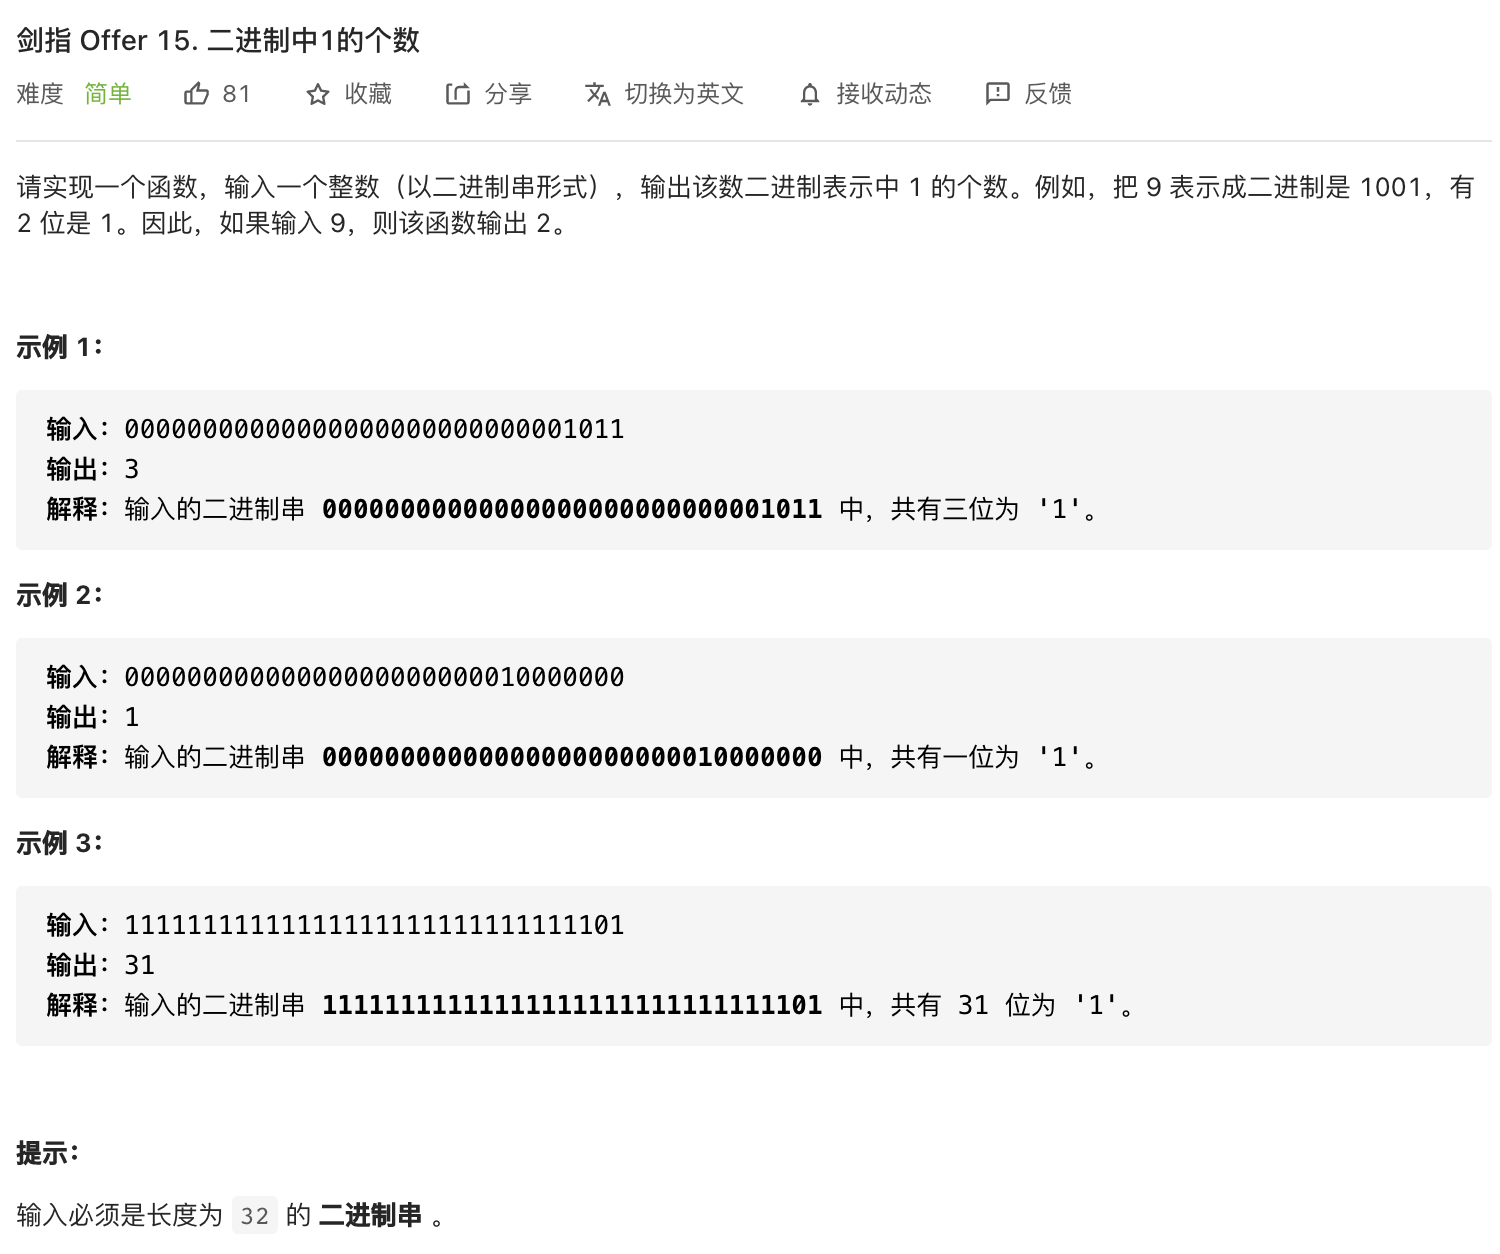 剑指 Offer 15. 二进制中1的个数
难度 简单 81 收藏 分享 切换为英文 接收动态 反馈
请实现一个函数，输入一个整数（以二进制串形式），输出该数二进制表示中 1 的个数。例如，把 9 表示成二进制是 1001，有
2 位是 1。因此，如果输入 9，则该函数输出 2。
示例 1：
输入：00000000000000000000000000001011
输出：3
解释：输入的二进制串 00000000000000000000000000001011 中，共有三位为 '1'。
示例 2：
输入：00000000000000000000000010000000
输出：1
解释：输入的二进制串 00000000000000000000000010000000 中，共有一位为 '1'。
示例 3：
输入：11111111111111111111111111111101
输出：31
解释：输入的二进制串 11111111111111111111111111111101 中，共有 31 位为 '1'。
提示：
输入必须是长度为 32 的 二进制串 。